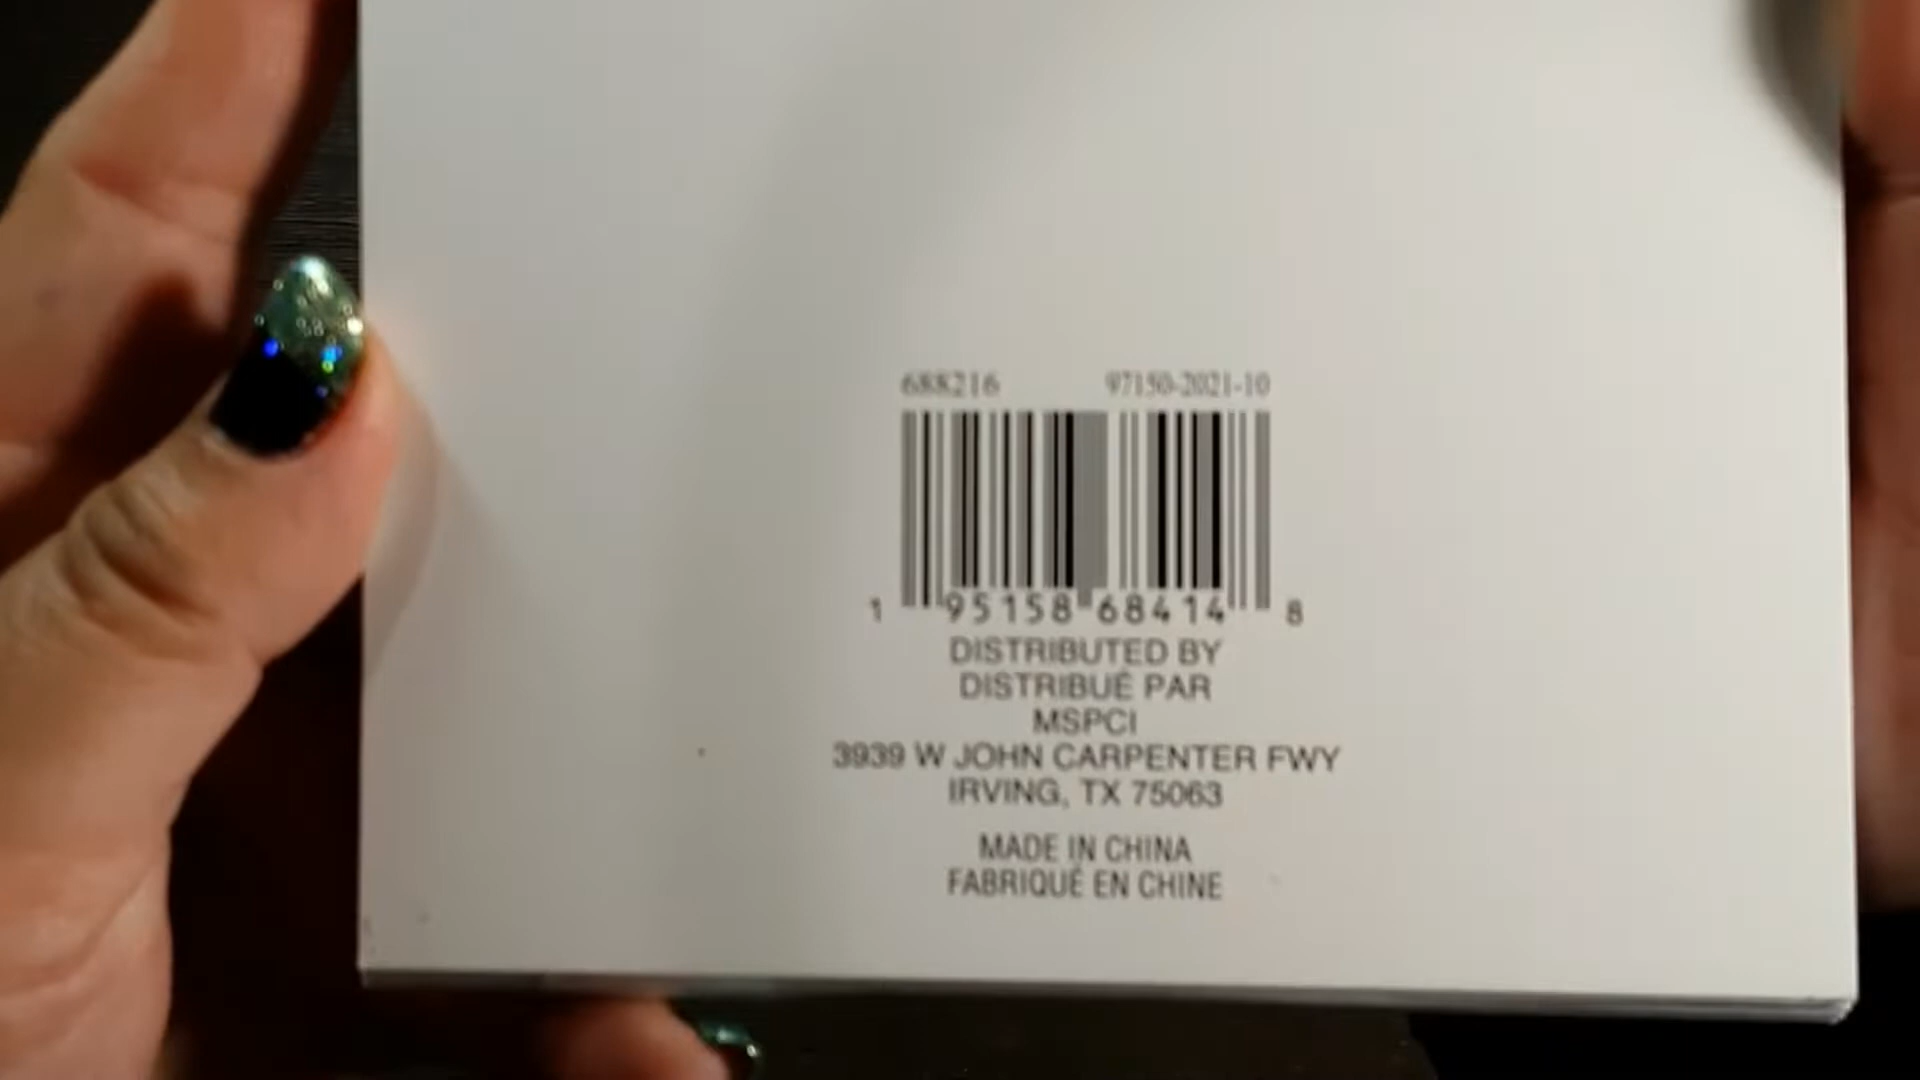 688216 97150-2021-10
1 95158 68414 8
DISTRIBUTED BY
DISTRIBUÉ PAR
MSPCI
3939 W JOHN CARPENTER FWY
IRVING, TX 75063
MADE IN CHINA
FABRIQUÉ EN CHINE